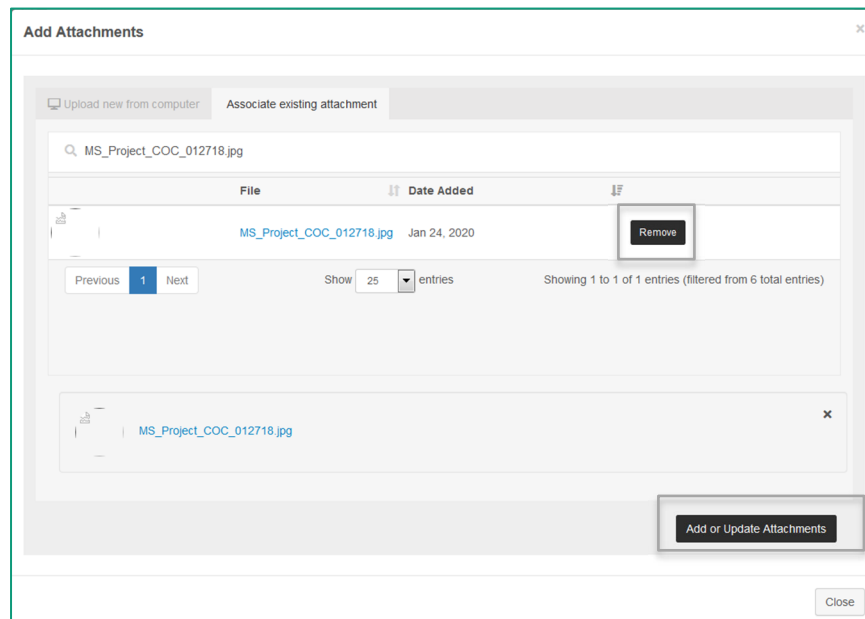 Add Attachments ×
Upload new from computer Associate existing attachment
MS_Project_COC_012718.jpg
File Date Added
MS_Project_COC_012718.jpg Jan 24, 2020 Remove
Previous 1 Next Show 25 entries Showing 1 to 1 of 1 entries (filtered from 6 total entries)
MS_Project_COC_012718.jpg ×
Add or Update Attachments
Close